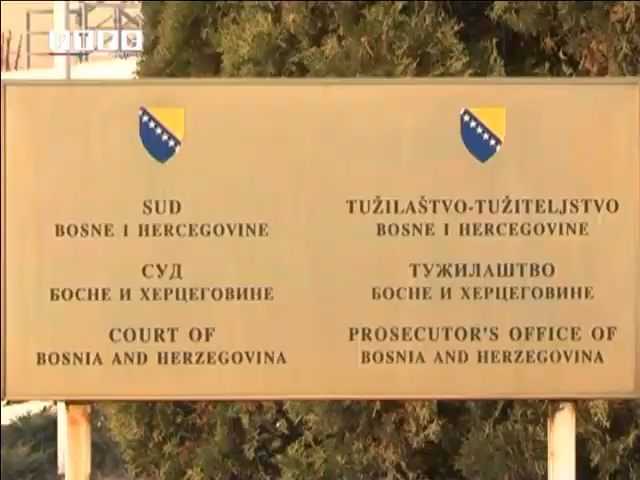 РТРС
SUD
BOSNE I HERCEGOVINE
СУД
БОСНЕ И ХЕРЦЕГОВИНЕ
COURT OF
BOSNIA AND HERZEGOVINA
TUŽILAŠTVO-TUŽITELJSTVO
BOSNE I HERCEGOVINE
ТУЖИЛАШТВО
БОСНЕ И ХЕРЦЕГОВИНЕ
PROSECUTOR'S OFFICE OF
BOSNIA AND HERZEGOVINA